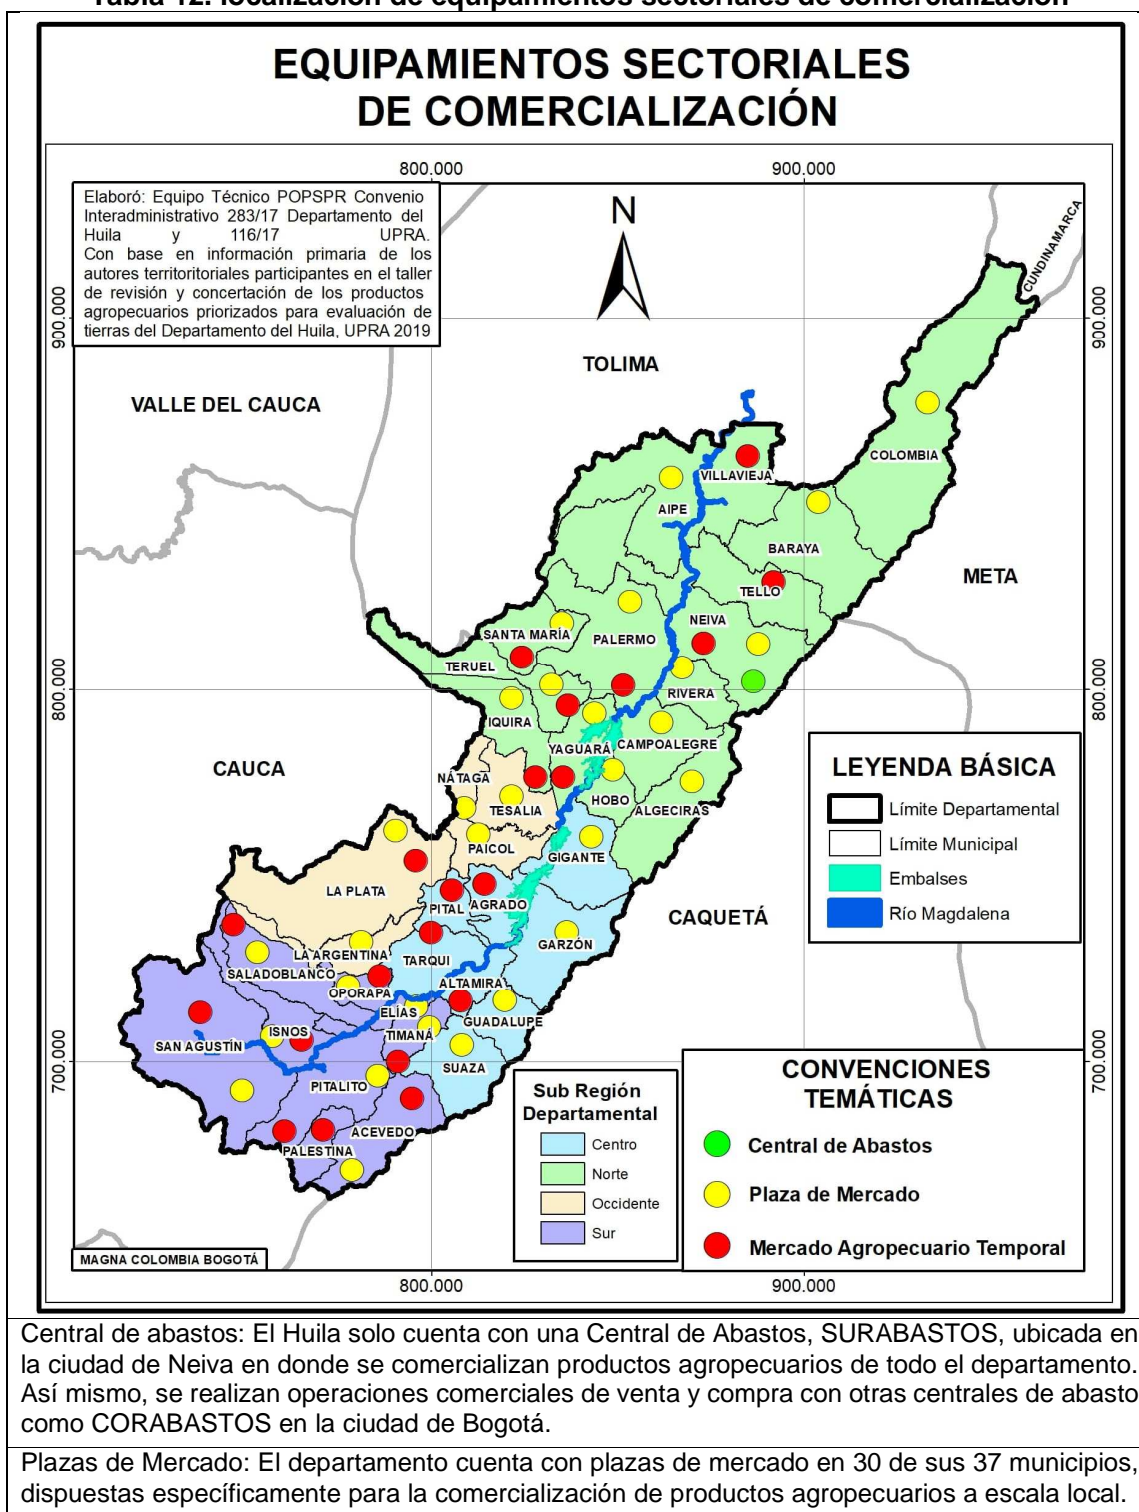 Tabla 12. localización de equipamientos sectoriales de comercialización
EQUIPAMIENTOS SECTORIALES
DE COMERCIALIZACIÓN
800.000
900.000
Elaboró: Equipo Técnico POPSPR Convenio
Interadministrativo 283/17 Departamento del
Huila y 116/17 UPRA.
Con base en información primaria de los
autores territoritoriales participantes en el taller
de revisión y concertación de los productos
agropecuarios priorizados para evaluación de
tierras del Departamento del Huila, UPRA 2019
N
CUNDINAMARCA
900.000
900.000
TOLIMA
VALLE DEL CAUCA
COLOMBIA
VILLAVIEJA
AIPE
BARAYA
META
TELLO
NEIVA
SANTA MARÍA
PALERMO
TERUEL
800.000
800.000
RIVERA
IQUIRA
YAGUARÁ
CAMPOALEGRE
CAUCA
NÁTAGA
TESALIA
HOBO
ALGECIRAS
PAICOL
GIGANTE
LA PLATA
PITAL
AGRADO
CAQUETÁ
GARZÓN
LA ARGENTINA
TARQUI
SALADOBLANCO
OPORAPA
ALTAMIRA
ELÍAS
GUADALUPE
ISNOS
TIMANÁ
SAN AGUSTÍN
SUAZA
700.000
700.000
PITALITO
ACEVEDO
PALESTINA
LEYENDA BÁSICA
Límite Departamental
Límite Municipal
Embalses
Río Magdalena
Sub Región
Departamental
Centro
Norte
Occidente
Sur
CONVENCIONES
TEMÁTICAS
Central de Abastos
Plaza de Mercado
Mercado Agropecuario Temporal
MAGNA COLOMBIA BOGOTÁ
800.000
900.000
Central de abastos: El Huila solo cuenta con una Central de Abastos, SURABASTOS, ubicada en
la ciudad de Neiva en donde se comercializan productos agropecuarios de todo el departamento.
Así mismo, se realizan operaciones comerciales de venta y compra con otras centrales de abasto
como CORABASTOS en la ciudad de Bogotá.
Plazas de Mercado: El departamento cuenta con plazas de mercado en 30 de sus 37 municipios,
dispuestas específicamente para la comercialización de productos agropecuarios a escala local.